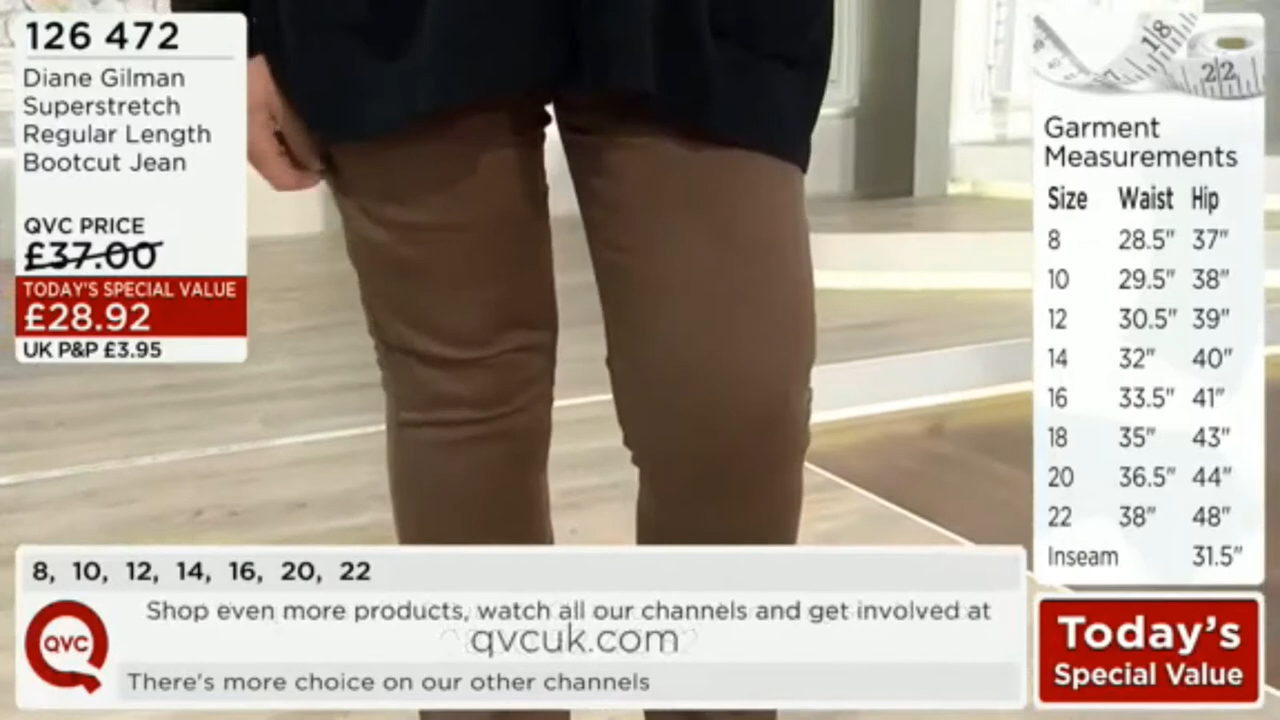 126 472
Diane Gilman
Superstretch
Regular Length
Bootcut Jean
QVC PRICE
£37.00
TODAY'S SPECIAL VALUE
£28.92
UK P&P £3.95
18
22
Garment
Measurements
Size Waist Hip
8 28.5" 37"
10 29.5" 38"
12 30.5" 39"
14 32" 40"
16 33.5" 41"
18 35" 43"
20 36.5" 44"
22 38" 48"
Inseam 31.5"
8, 10, 12, 14, 16, 20, 22
QVC
Shop even more products, watch all our channels and get involved at
qvcuk.com
There's more choice on our other channels
Today's
Special Value